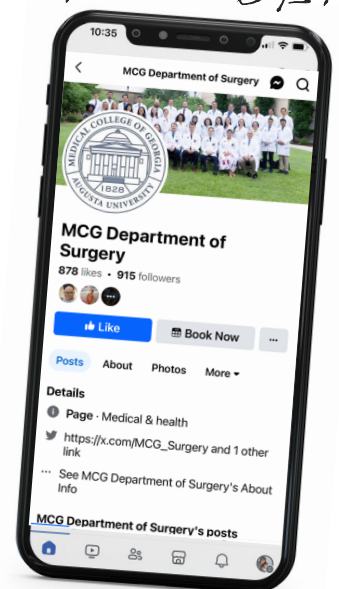 10:35
MCG Department of Surgery
MEDICAL COLLEGE OF GEORGIA
1828
AUGUSTA UNIVERSITY
MCG Department of
Surgery
878 likes • 915 followers
Like
Book Now
Posts
About
Photos
More
Details
Page · Medical & health
https://x.com/MCG_Surgery and 1 other
link
See MCG Department of Surgery's About
Info
MCG Department of Surgery's posts